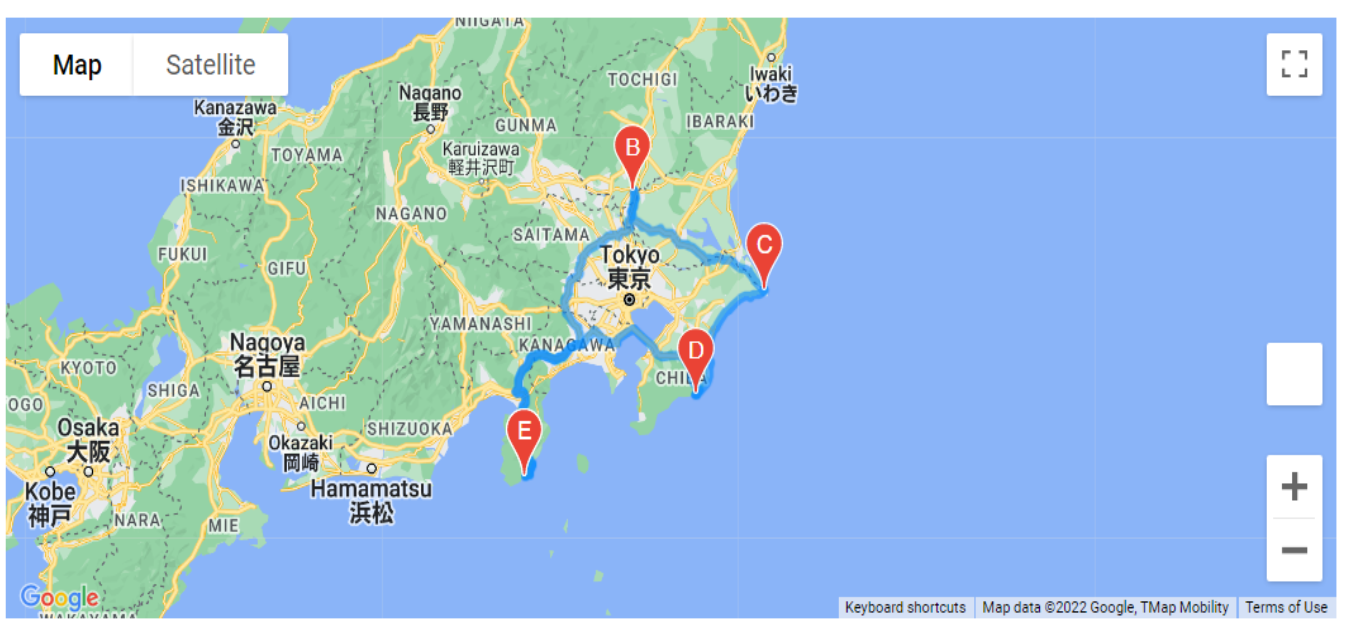 NIIGATA
Map
Satellite
TOCHIGI
Iwaki
いわき
Nagano
長野
Kanazawa
金沢
GUNMA
IBARAKI
B
Karuizawa
軽井沢町
TOYAMA
ISHIKAWA
NAGANO
SAITAMA
C
FUKUI
GIFU
Tokyo
東京
YAMANASHI
KANAGAWA
Nagoya
名古屋
D
KYOTO
CHIBA
SHIGA
AICHI
OGO
Osaka
大阪
Okazaki
岡崎
SHIZUOKA
E
Kobe
神戸
Hamamatsu
浜松
NARA
MIE
Google
WAKAYAMA
Keyboard shortcuts
Map data ©2022 Google, TMap Mobility
Terms of Use